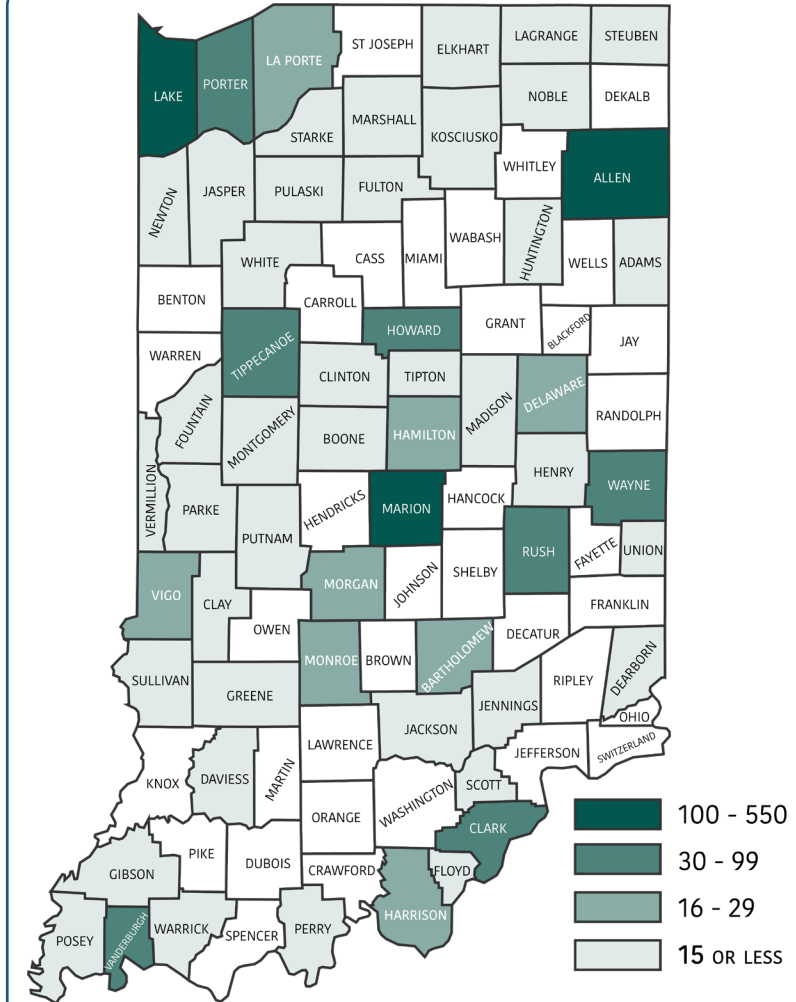 ST JOSEPH
LAGRANGE
STEUBEN
ELKHART
LA PORTE
PORTER
LAKE
NOBLE
DEKALB
MARSHALL
STARKE
KOSCIUSKO
WHITLEY
ALLEN
NEWTON
JASPER
PULASKI
FULTON
HUNTINGTON
WABASH
WHITE
CASS
MIAMI
WELLS
ADAMS
BENTON
CARROLL
GRANT
BLACKFORD
HOWARD
JAY
WARREN
TIPPECANOE
CLINTON
TIPTON
MADISON
DELAWARE
RANDOLPH
FOUNTAIN
MONTGOMERY
BOONE
HAMILTON
VERMILLION
HENRY
WAYNE
PARKE
HENDRICKS
MARION
HANCOCK
PUTNAM
RUSH
FAYETTE
UNION
VIGO
CLAY
MORGAN
JOHNSON
SHELBY
FRANKLIN
OWEN
DECATUR
MONROE
BROWN
BARTHOLOMEW
SULLIVAN
GREENE
RIPLEY
DEARBORN
JENNINGS
OHIO
JACKSON
LAWRENCE
JEFFERSON
SWITZERLAND
KNOX
DAVIESS
MARTIN
WASHINGTON
SCOTT
ORANGE
CLARK
PIKE
DUBOIS
CRAWFORD
FLOYD
GIBSON
HARRISON
POSEY
VANDERBURGH
WARRICK
SPENCER
PERRY
100 - 550
30 - 99
16 - 29
15 OR LESS